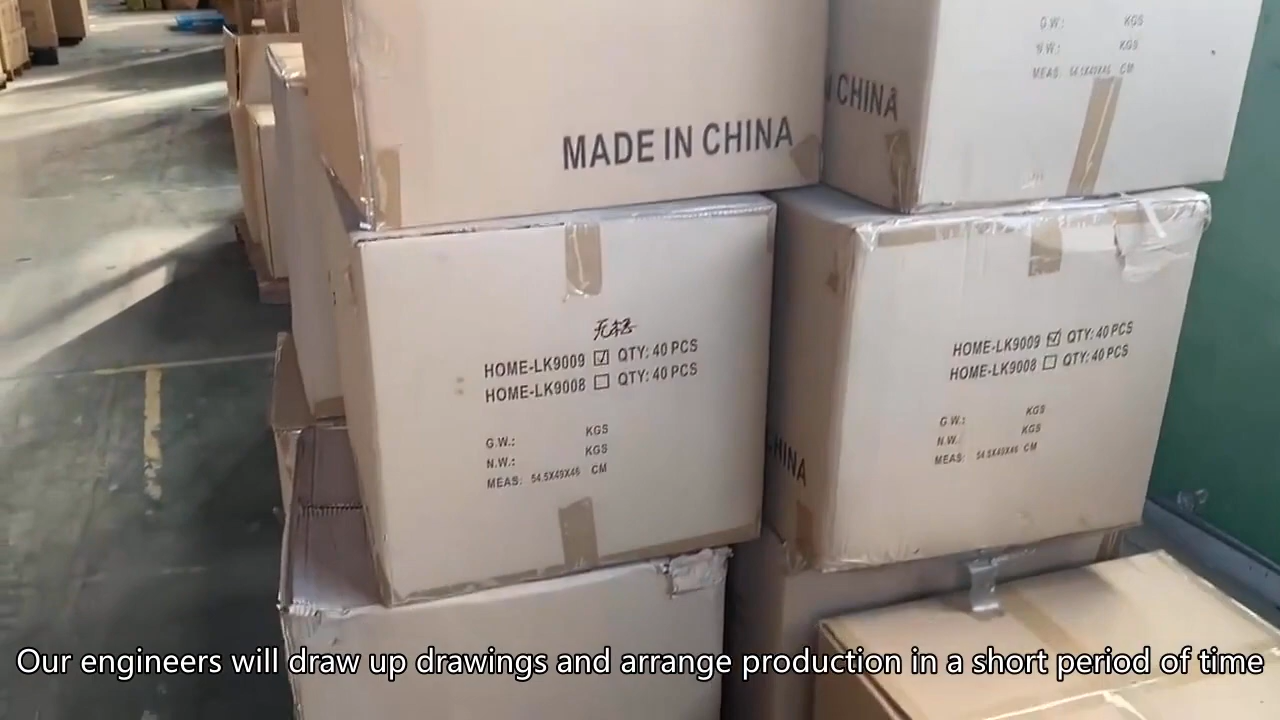 MADE IN CHINA
CHINA
G.W.: KGS
N.W.: KGS
MEAS: 54.5X49X46 CM
HOME-LK9009 ☑ QTY: 40 PCS
HOME-LK9008 ☐ QTY: 40 PCS
G.W.: KGS
N.W.: KGS
MEAS: 54.5X49X46 CM
HOME-LK9009 ☑ QTY: 40 PCS
HOME-LK9008 ☐ QTY: 40 PCS
G.W.: KGS
N.W. KGS
MEAS: 54.5X49X46 CM
Our engineers will draw up drawings and arrange production in a short period of time